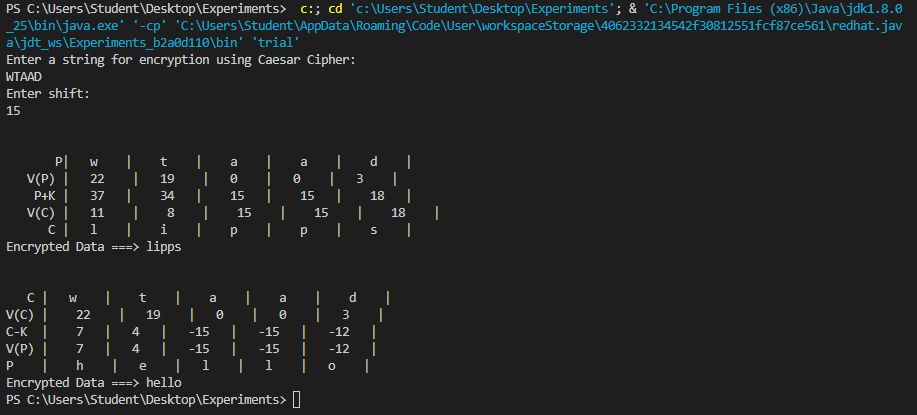 PS C:\Users\Student\Desktop\Experiments>  c:; cd 'c:\Users\Student\Desktop\Experiments'; & 'C:\Program Files (x86)\Java\jdk1.8.0
_25\bin\java.exe' '-cp' 'C:\Users\Student\AppData\Roaming\Code\User\workspaceStorage\4062332134542f30812551fcf87ce561\redhat.jav
a\jdt_ws\Experiments_b2a0d110\bin' 'trial'
Enter a string for encryption using Caesar Cipher:
WTAAD
Enter shift:
15
P| w | t | a | a | d |
V(P) | 22 | 19 | 0 | 0 | 3 |
P+K | 37 | 34 | 15 | 15 | 18 |
V(C) | 11 | 8 | 15 | 15 | 18 |
C | l | i | p | p | s |
Encrypted Data ===> lipps
C | w | t | a | a | d |
V(C) | 22 | 19 | 0 | 0 | 3 |
C-K | 7 | 4 | -15 | -15 | -12 |
V(P) | 7 | 4 | -15 | -15 | -12 |
P | h | e | l | l | o |
Encrypted Data ===> hello
PS C:\Users\Student\Desktop\Experiments>